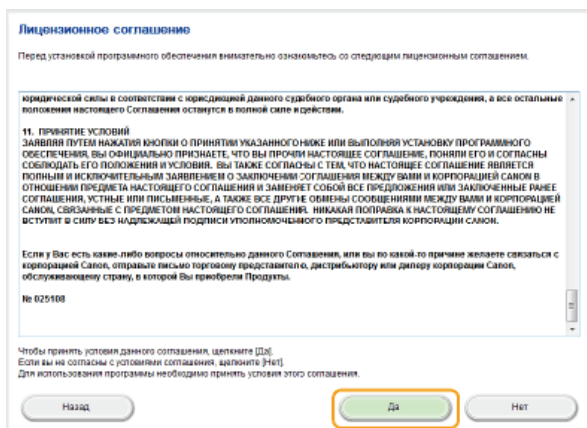 Лицензионное соглашение
Перед установкой программного обеспечения внимательно ознакомьтесь со следующим лицензионным соглашением.
юридической силы в соответствии с юрисдикцией данного судебного органа или судебного учреждения, а все остальные
положения настоящего Соглашения останутся в полной силе и действии.
11. ПРИНЯТИЕ УСЛОВИЙ
ЗАЯВЛЯЯ ПУТЕМ НАЖАТИЯ КНОПКИ О ПРИНЯТИИ УКАЗАННОГО НИЖЕ ИЛИ ВЫПОЛНЯЯ УСТАНОВКУ ПРОГРАММНОГО
ОБЕСПЕЧЕНИЯ, ВЫ ОФИЦИАЛЬНО ПРИЗНАЕТЕ, ЧТО ВЫ ПРОЧЛИ НАСТОЯЩЕЕ СОГЛАШЕНИЕ, ПОНЯЛИ ЕГО И СОГЛАСНЫ
СОБЛЮДАТЬ ЕГО ПОЛОЖЕНИЯ И УСЛОВИЯ. ВЫ ТАКЖЕ СОГЛАСНЫ С ТЕМ, ЧТО НАСТОЯЩЕЕ СОГЛАШЕНИЕ ЯВЛЯЕТСЯ
ПОЛНЫМ И ИСКЛЮЧИТЕЛЬНЫМ ЗАЯВЛЕНИЕМ О ЗАКЛЮЧЕНИИ СОГЛАШЕНИЯ МЕЖДУ ВАМИ И КОРПОРАЦИЕЙ CANON В
ОТНОШЕНИИ ПРЕДМЕТА НАСТОЯЩЕГО СОГЛАШЕНИЯ И ЗАМЕНЯЕТ СОБОЙ ВСЕ ПРЕДЛОЖЕНИЯ ИЛИ ЗАКЛЮЧЕННЫЕ РАНЕЕ
СОГЛАШЕНИЯ, УСТНЫЕ ИЛИ ПИСЬМЕННЫЕ, А ТАКЖЕ ВСЕ ДРУГИЕ ОБМЕНЫ СООБЩЕНИЯМИ МЕЖДУ ВАМИ И КОРПОРАЦИЕЙ
CANON, СВЯЗАННЫЕ С ПРЕДМЕТОМ НАСТОЯЩЕГО СОГЛАШЕНИЯ. НИКАКАЯ ПОПРАВКА К НАСТОЯЩЕМУ СОГЛАШЕНИЮ НЕ
ВСТУПИТ В СИЛУ БЕЗ НАДЛЕЖАЩЕЙ ПОДПИСИ УПОЛНОМОЧЕННОГО ПРЕДСТАВИТЕЛЯ КОРПОРАЦИИ CANON.
Если у Вас есть какие-либо вопросы относительно данного Соглашения, или вы по какой-то причине желаете связаться с
корпорацией Canon, отправьте письмо торговому представителю, дистрибьютору или дилеру корпорации Canon,
обслуживающему страну, в которой Вы приобрели Продукты.
№ 025108
Чтобы принять условия данного соглашения, щелкните [Да].
Если вы не согласны с условиями соглашения, щелкните [Нет].
Для использования программы необходимо принять условия этого соглашения.
Назад Да Нет